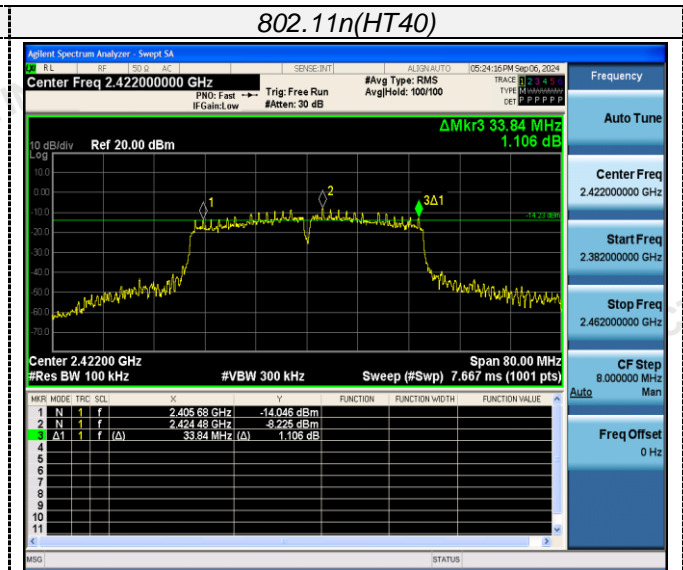 802.11n(HT40)
Agilent Spectrum Analyzer - Swept SA
RL RF 50 Ω AC SENSE:INT ALIGNAUTO 05:24:16 PM Sep 06, 2024
Center Freq 2.422000000 GHz PNO: Fast Trig: Free Run #Avg Type: RMS TRACE 1 2 3 4 5 6
IFGain:Low #Atten: 30 dB Avg|Hold: 100/100 TYPE M WWWWW
DET P P P P P P
Frequency
Auto Tune
ΔMkr3 33.84 MHz
10 dB/div Ref 20.00 dBm 1.106 dB
Log
10.0
0.00
-10.0
-20.0
-30.0
-40.0
-50.0
-60.0
-70.0
1
2
3Δ1
-14.23 dBm
Center 2.42200 GHz Span 80.00 MHz
#Res BW 100 kHz #VBW 300 kHz Sweep (#Swp) 7.667 ms (1001 pts)
MKR MODE TRC SCL X Y FUNCTION FUNCTION WIDTH FUNCTION VALUE
1 N 1 f 2.405 68 GHz -14.046 dBm
2 N 1 f 2.424 48 GHz -8.225 dBm
3 Δ1 1 f (Δ) 33.84 MHz (Δ) 1.106 dB
4
5
6
7
8
9
10
11
MSG STATUS
Center Freq
2.422000000 GHz
Start Freq
2.382000000 GHz
Stop Freq
2.462000000 GHz
CF Step
8.000000 MHz
Auto Man
Freq Offset
0 Hz